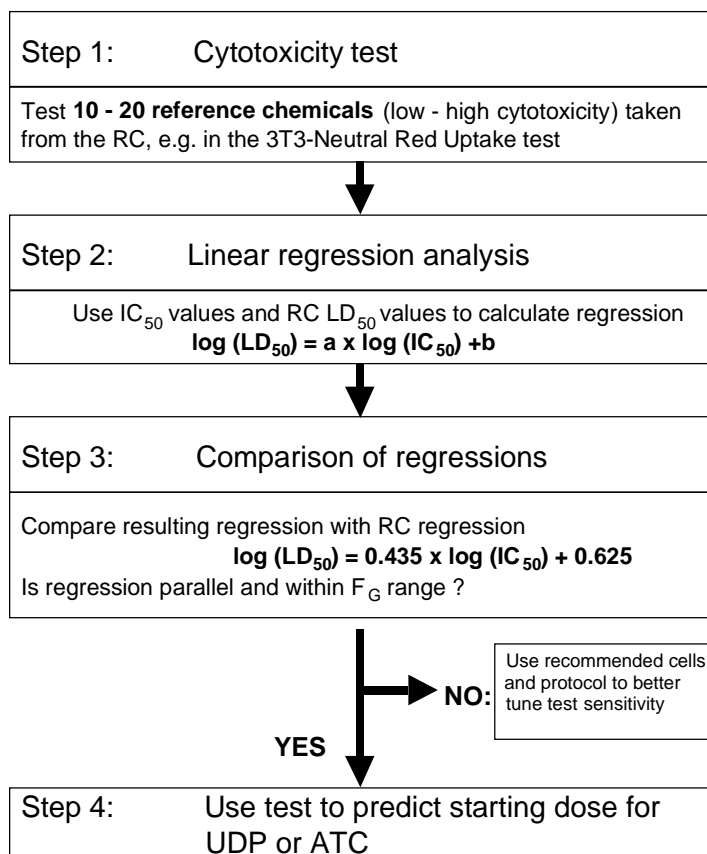 Step 1: Cytotoxicity test
Test 10 - 20 reference chemicals (low - high cytotoxicity) taken
from the RC, e.g. in the 3T3-Neutral Red Uptake test
Step 2: Linear regression analysis
Use IC50 values and RC LD50 values to calculate regression
log (LD50) = a x log (IC50) +b
Step 3: Comparison of regressions
Compare resulting regression with RC regression
log (LD50) = 0.435 x log (IC50) + 0.625
Is regression parallel and within FG range ?
Use recommended cells
and protocol to better
tune test sensitivity
NO:
YES
Step 4: Use test to predict starting dose for
UDP or ATC